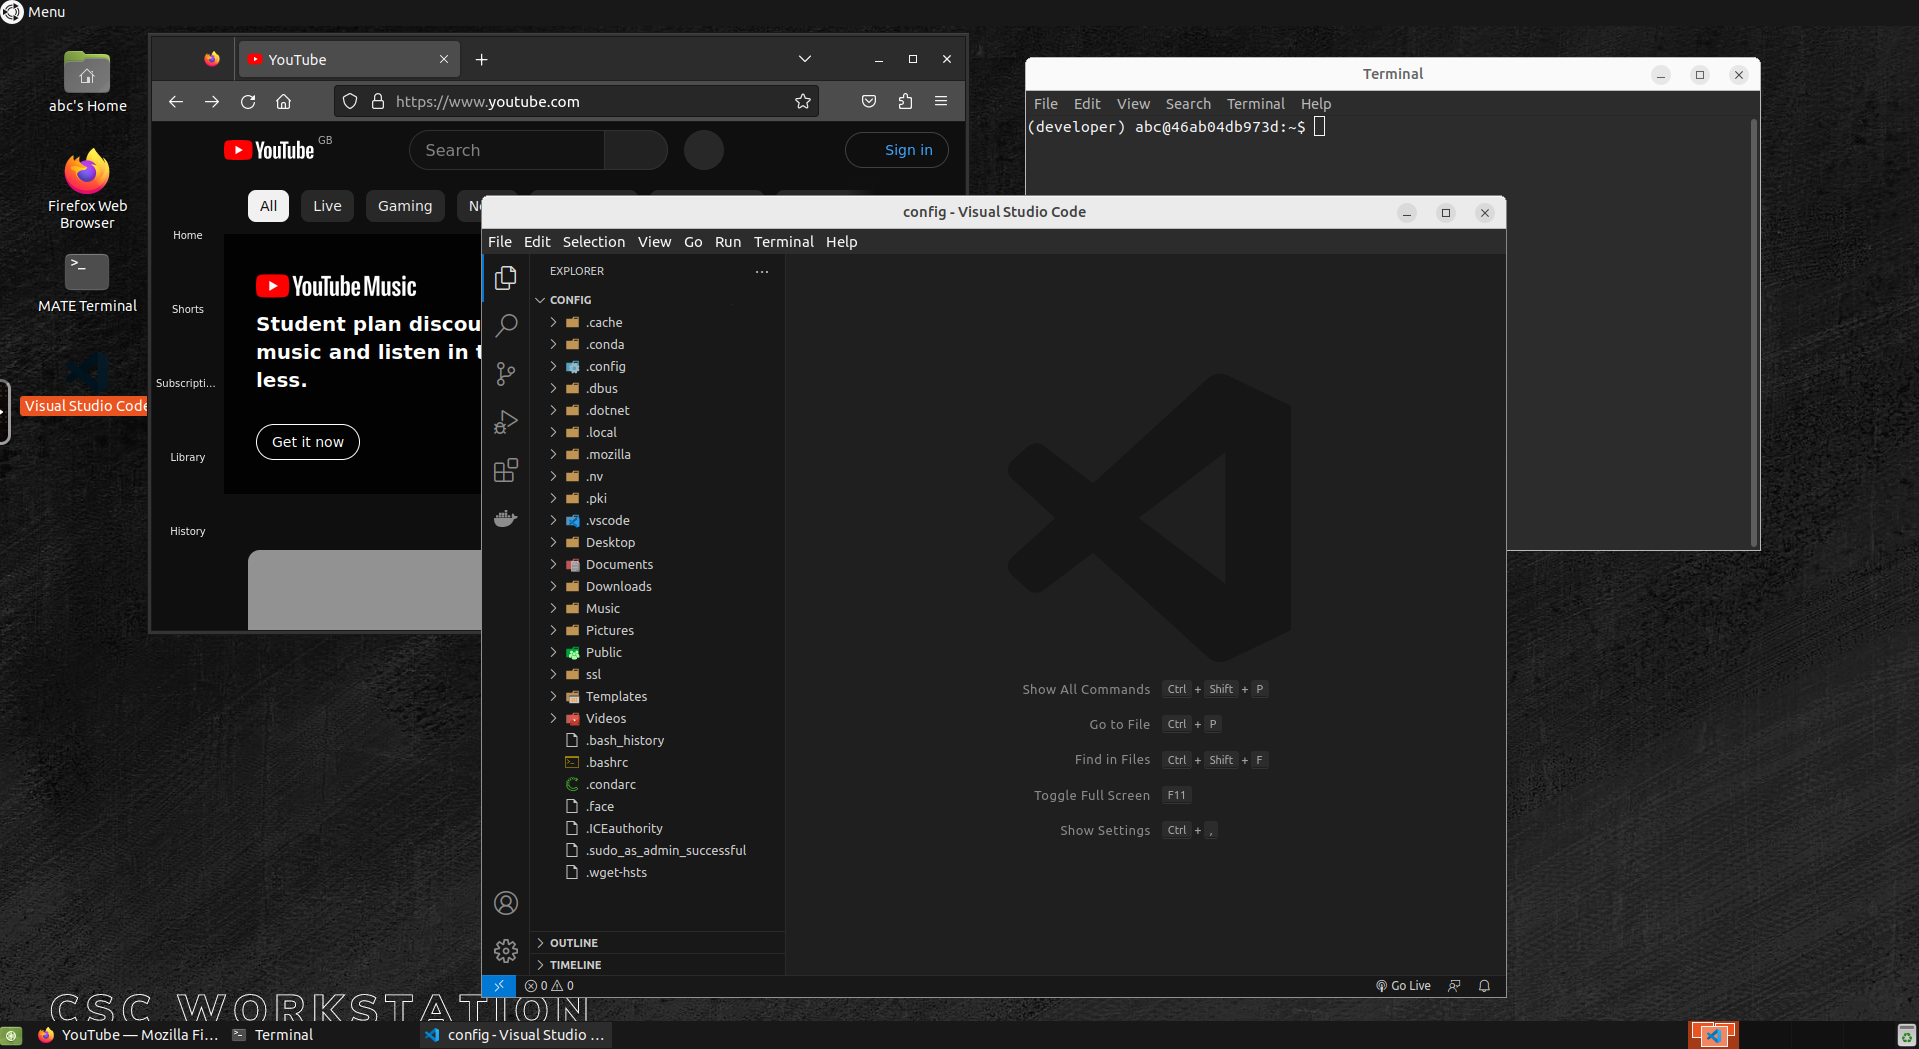 Menu
abc's Home
Firefox Web
Browser
MATE Terminal
Visual Studio Code
YouTube
https://www.youtube.com
YouTube GB
Search
Sign in
All
Live
Gaming
Home
Shorts
Subscripti...
Library
History
YouTube Music
Student plan discou
music and listen in t
less.
Get it now
Terminal
File Edit View Search Terminal Help
(developer) abc@46ab04db973d:~$
config - Visual Studio Code
File Edit Selection View Go Run Terminal Help
EXPLORER
CONFIG
.cache
.conda
.config
.dbus
.dotnet
.local
.mozilla
.nv
.pki
.vscode
Desktop
Documents
Downloads
Music
Pictures
Public
ssl
Templates
Videos
.bash_history
.bashrc
.condarc
.face
.ICEauthority
.sudo_as_admin_successful
.wget-hsts
OUTLINE
TIMELINE
Show All Commands Ctrl + Shift + P
Go to File Ctrl + P
Find in Files Ctrl + Shift + F
Toggle Full Screen F11
Show Settings Ctrl + ,
0 0
Go Live
CSC WORKSTATION
YouTube — Mozilla Fi...
Terminal
config - Visual Studio ...